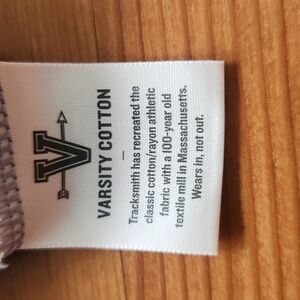 V
VARSITY COTTON
Tracksmith has recreated the
classic cotton/rayon athletic
fabric with a 100-year old
textile mill in Massachusetts.
Wears in, not out.